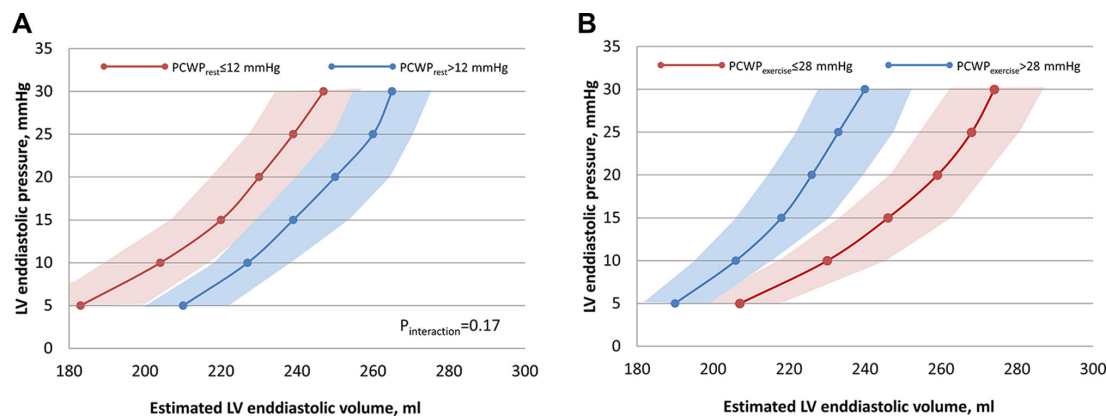 A
PCWPrest≤12 mmHg
PCWPrest>12 mmHg
LV enddiastolic pressure, mmHg
35
30
25
20
15
10
5
0
Pinteraction=0.17
180 200 220 240 260 280 300
Estimated LV enddiastolic volume, ml
B
PCWPexercise≤28 mmHg
PCWPexercise>28 mmHg
LV enddiastolic pressure, mmHg
35
30
25
20
15
10
5
0
180 200 220 240 260 280 300
Estimated LV enddiastolic volume, ml